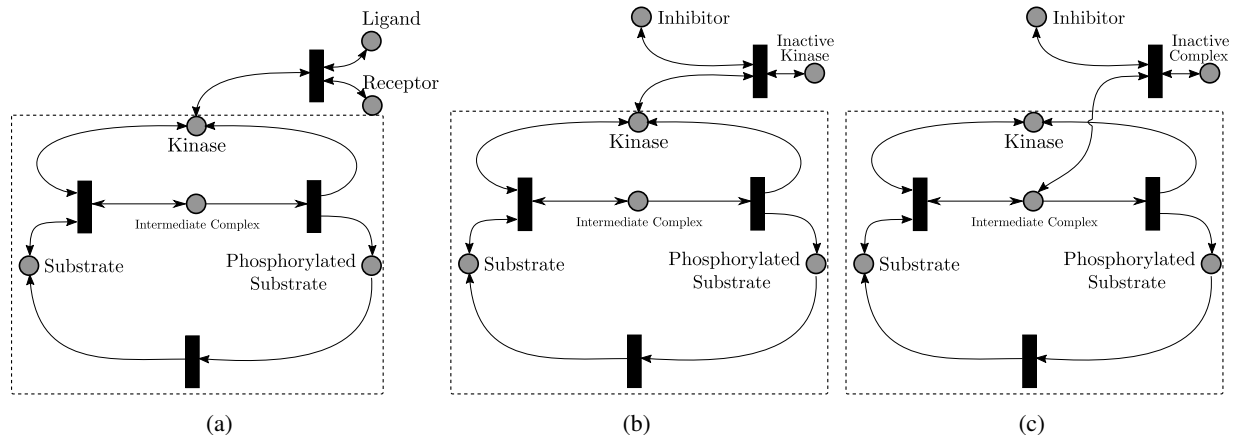 Ligand
Receptor
Kinase
Intermediate Complex
Substrate
Phosphorylated
Substrate
(a)
Inhibitor
Inactive
Kinase
Kinase
Intermediate Complex
Substrate
Phosphorylated
Substrate
(b)
Inhibitor
Inactive
Complex
Kinase
Intermediate Complex
Substrate
Phosphorylated
Substrate
(c)